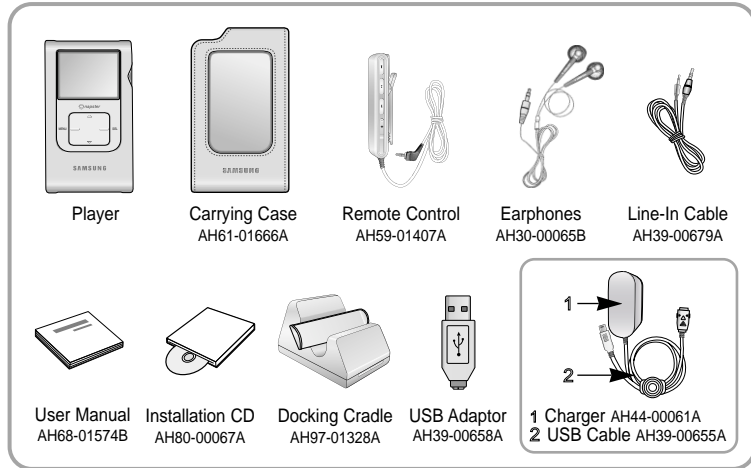 napster
MENU
SAMSUNG
SAMSUNG
Player
Carrying Case
AH61-01666A
Remote Control
AH59-01407A
Earphones
AH30-00065B
Line-In Cable
AH39-00679A
User Manual
AH68-01574B
Installation CD
AH80-00067A
Docking Cradle
AH97-01328A
USB Adaptor
AH39-00658A
1
2
1 Charger AH44-00061A
2 USB Cable AH39-00655A